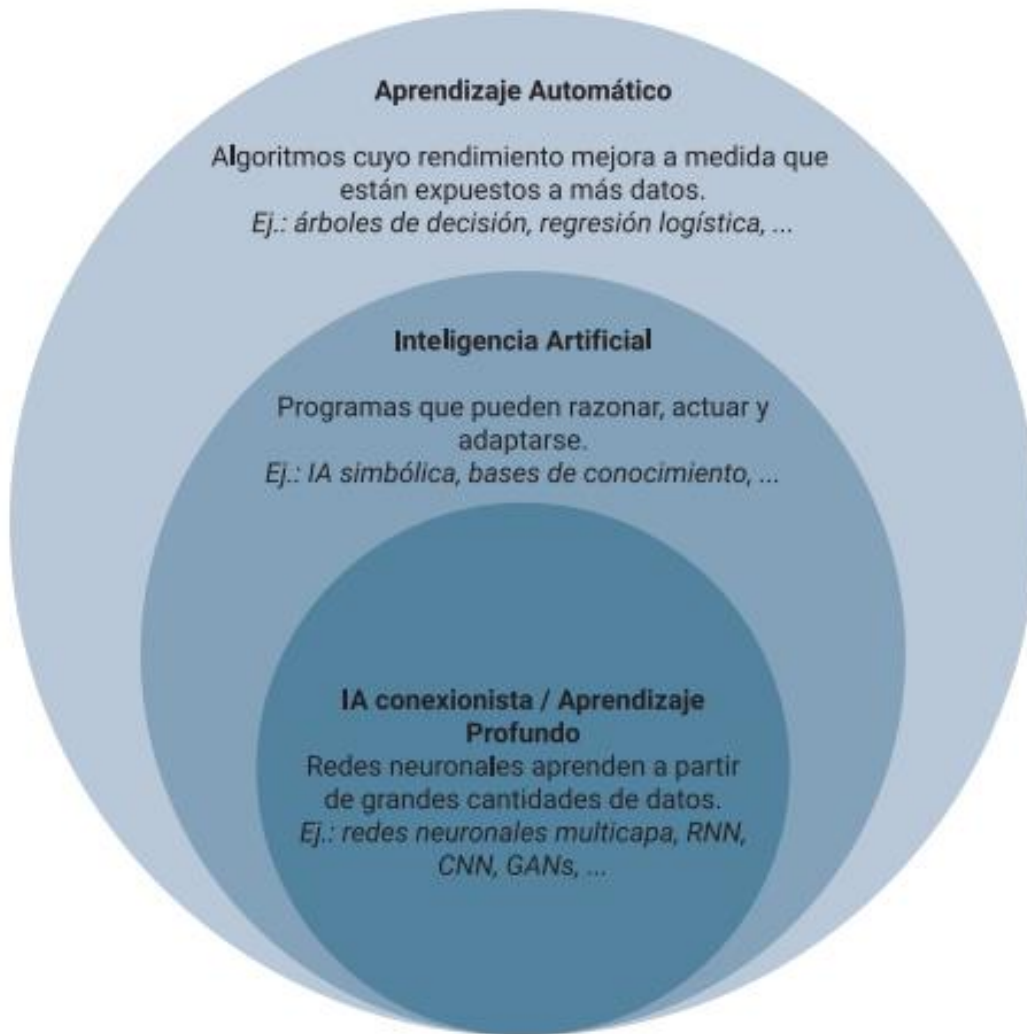 Aprendizaje Automático
Algoritmos cuyo rendimiento mejora a medida que
están expuestos a más datos.
Ej.: árboles de decisión, regresión logística, ...
Inteligencia Artificial
Programas que pueden razonar, actuar y
adaptarse.
Ej.: IA simbólica, bases de conocimiento, ...
IA conexionista / Aprendizaje
Profundo
Redes neuronales aprenden a partir
de grandes cantidades de datos.
Ej.: redes neuronales multicapa, RNN,
CNN, GANs, ...